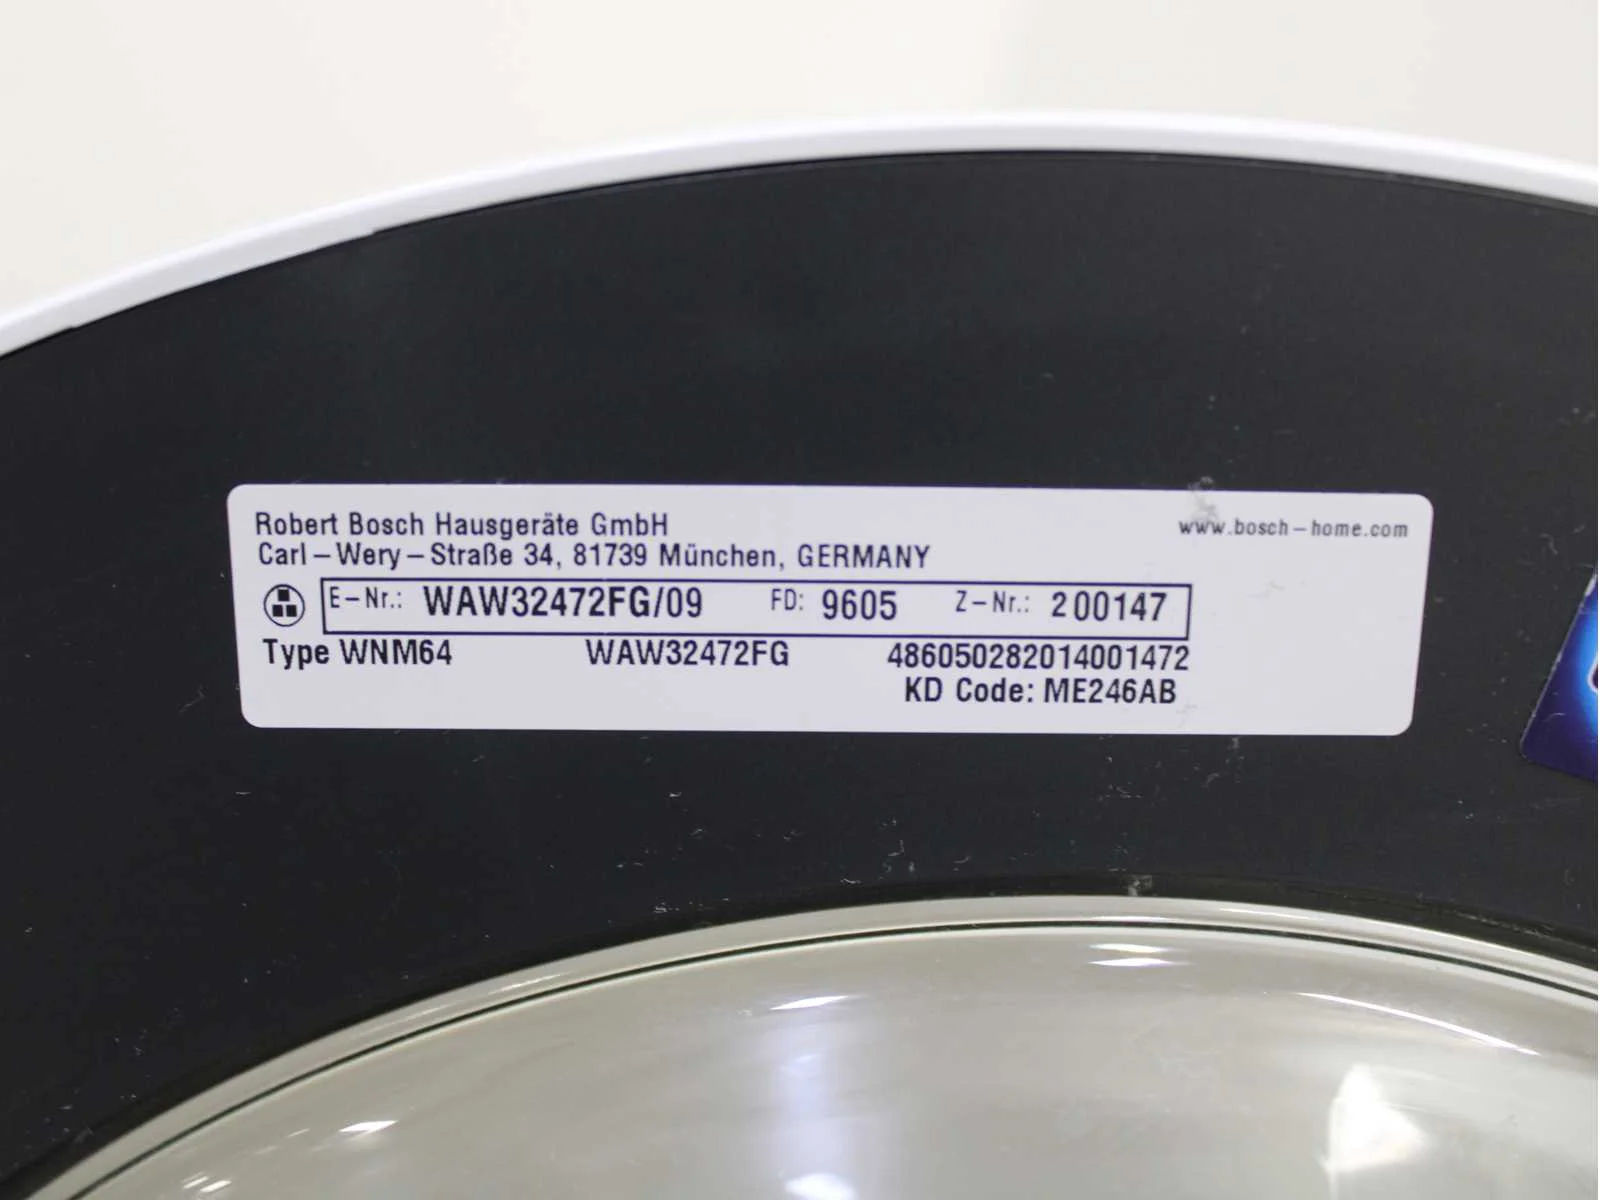 Robert Bosch Hausgeräte GmbH
www.bosch-home.com
Carl-Wery-Straße 34, 81739 München, GERMANY
E-Nr.: WAW32472FG/09 FD: 9605 Z-Nr.: 200147
Type WNM64 WAW32472FG 486050282014001472
KD Code: ME246AB